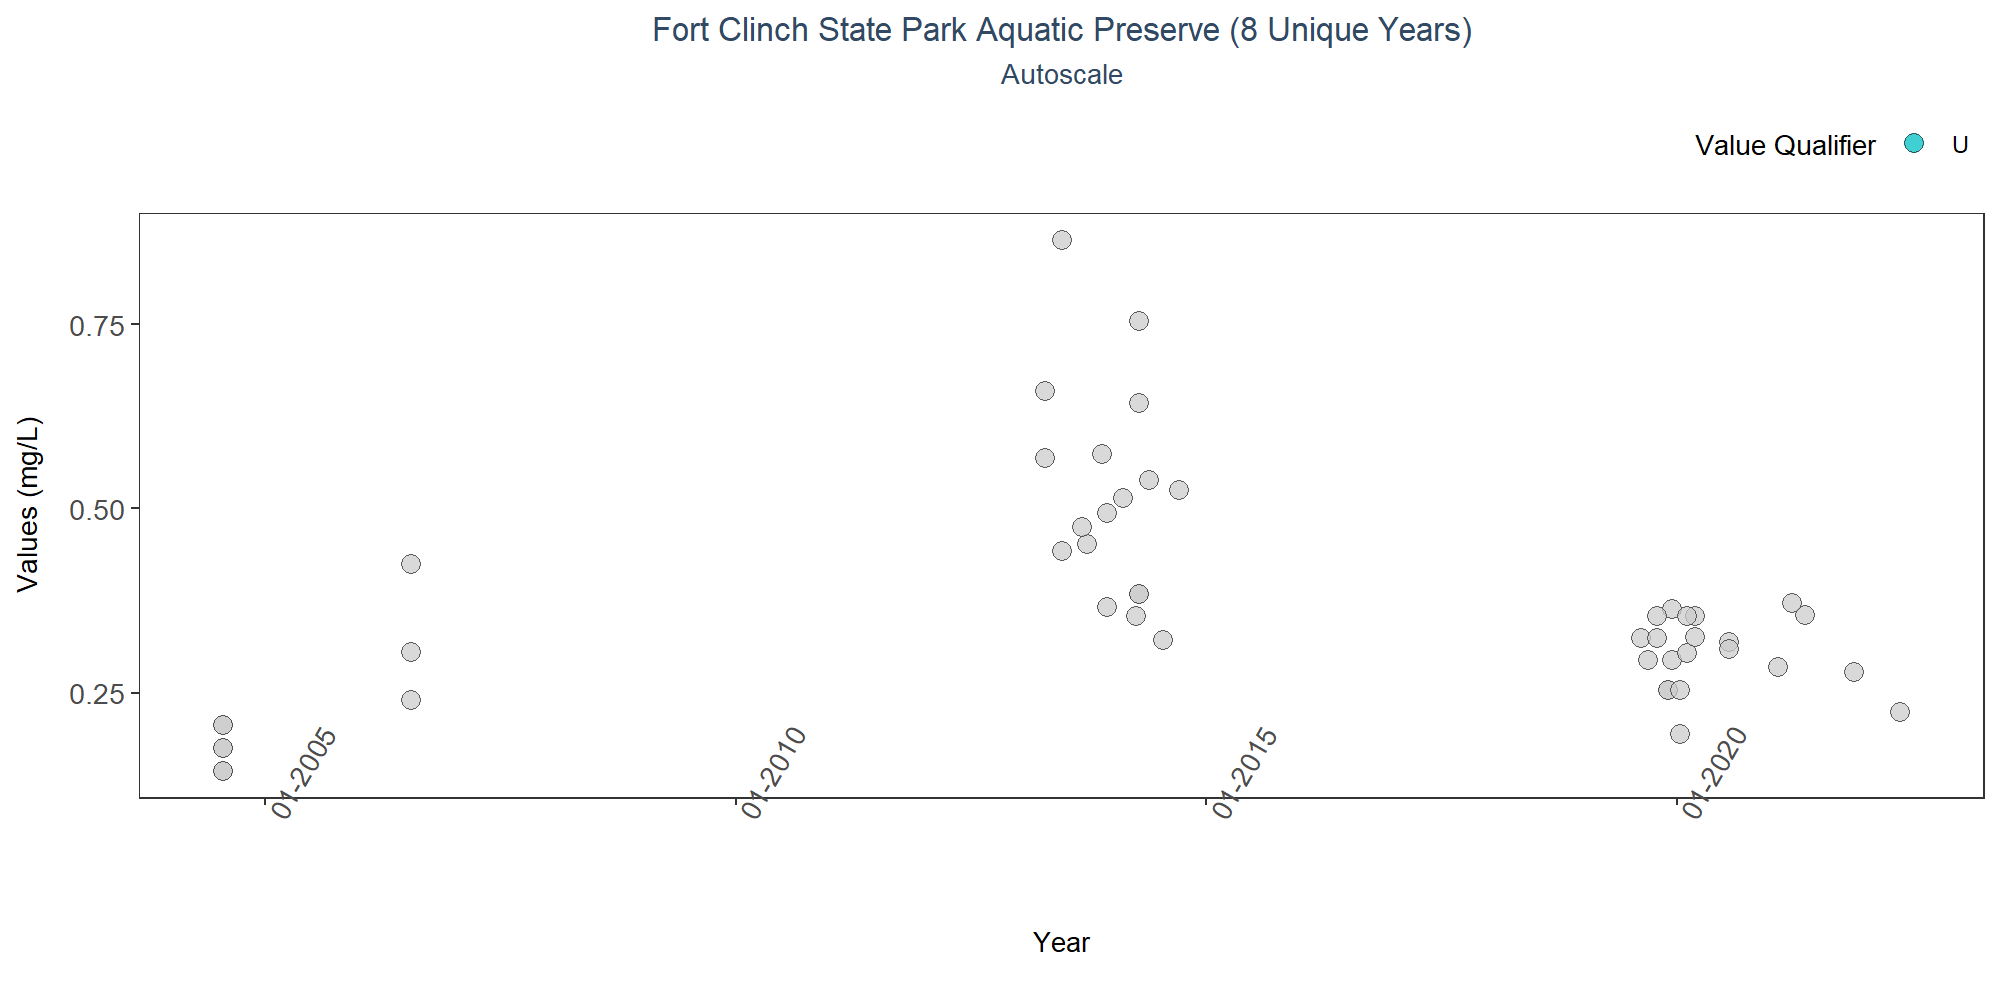 Fort Clinch State Park Aquatic Preserve (8 Unique Years)
Autoscale
Value Qualifier U
Values (mg/L)
0.75
0.50
0.25
01-2005
01-2010
01-2015
01-2020
Year